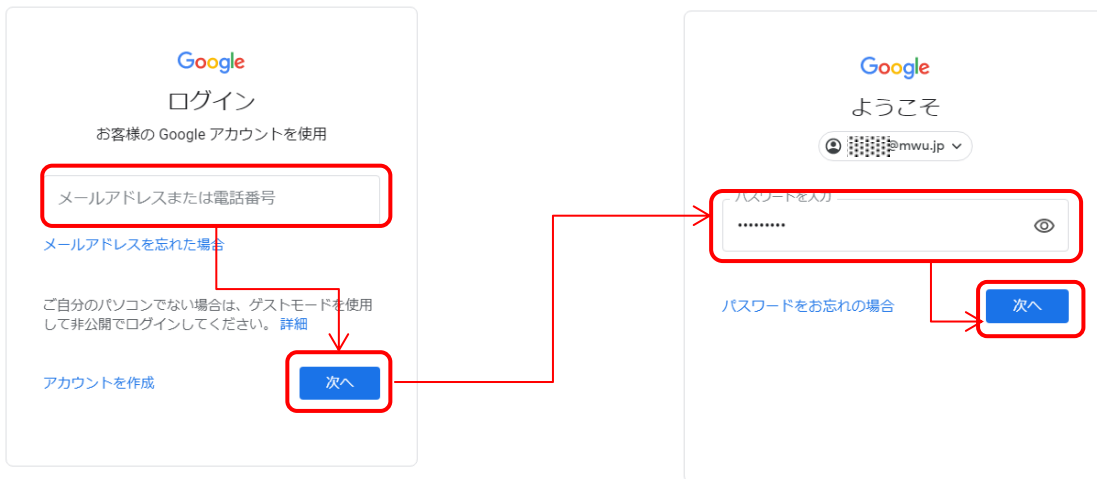 Google
ログイン
お客様の Google アカウントを使用
メールアドレスまたは電話番号
メールアドレスを忘れた場合
ご自分のパソコンでない場合は、ゲストモードを使用
して非公開でログインしてください。 詳細
アカウントを作成
次へ
Google
ようこそ
@mwu.jp
パスワードを入力
•••••••••
パスワードをお忘れの場合
次へ